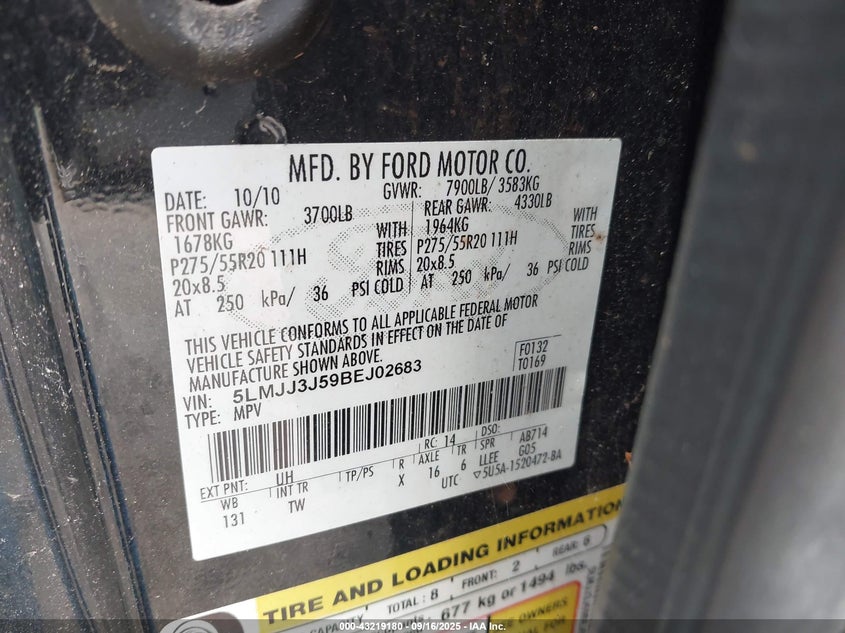 MFD. BY FORD MOTOR CO.
DATE: 10/10 GVWR: 7900LB/ 3583KG
FRONT GAWR: 3700LB REAR GAWR: 4330LB
1678KG WITH 1964KG WITH
P275/55R20 111H TIRES P275/55R20 111H TIRES
20x8.5 RIMS 20x8.5 RIMS
AT 250 kPa/ 36 PSI COLD AT 250 kPa/ 36 PSI COLD
THIS VEHICLE CONFORMS TO ALL APPLICABLE FEDERAL MOTOR
VEHICLE SAFETY STANDARDS IN EFFECT ON THE DATE OF
MANUFACTURE SHOWN ABOVE.
VIN: 5LMJJ3J59BEJ02683 F0132
TYPE: MPV T0169
EXT PNT: UH RC: 14 DSO: AB714
WB INT TR TP/PS R AXLE TR SPR G05
131 TW X 16 6 LLEE
UTC ▽5U5A-1520472-BA
TIRE AND LOADING INFORMATION
CAPACITY TOTAL: 8 FRONT: 2 REAR: 6
677 kg or 1494 lbs.
OWNERS
FOR
000-43219180 - 09/16/2025 - IAA Inc.